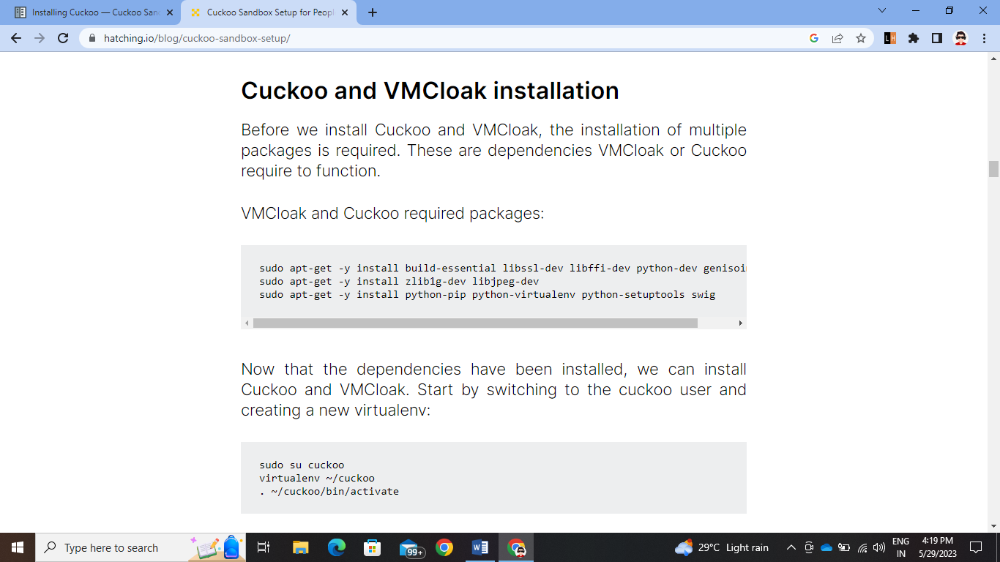 Installing Cuckoo — Cuckoo San
Cuckoo Sandbox Setup for Peopl
hatching.io/blog/cuckoo-sandbox-setup/
Cuckoo and VMCloak installation
Before we install Cuckoo and VMCloak, the installation of multiple
packages is required. These are dependencies VMCloak or Cuckoo
require to function.
VMCloak and Cuckoo required packages:
sudo apt-get -y install build-essential libssl-dev libffi-dev python-dev genisoi
sudo apt-get -y install zlib1g-dev libjpeg-dev
sudo apt-get -y install python-pip python-virtualenv python-setuptools swig
Now that the dependencies have been installed, we can install
Cuckoo and VMCloak. Start by switching to the cuckoo user and
creating a new virtualenv:
sudo su cuckoo
virtualenv ~/cuckoo
. ~/cuckoo/bin/activate
Type here to search
99+
29°C Light rain
ENG
IN
4:19 PM
5/29/2023